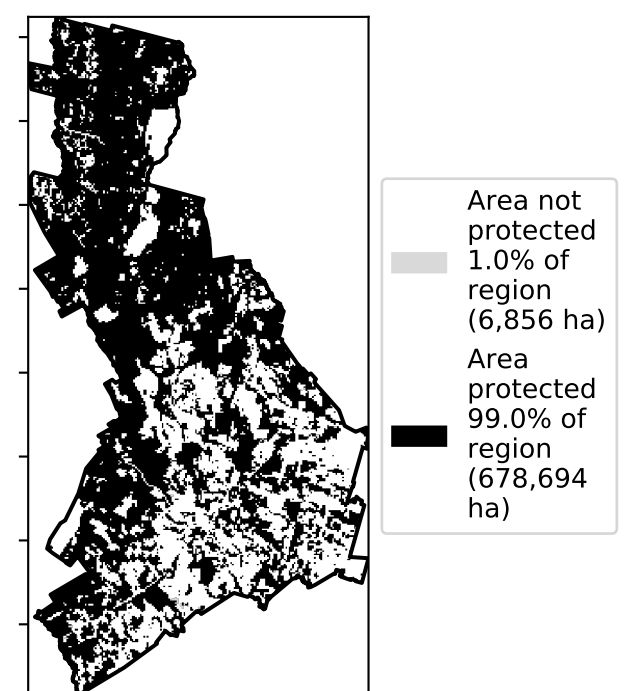 Area not
protected
1.0% of
region
(6,856 ha)
Area
protected
99.0% of
region
(678,694
ha)